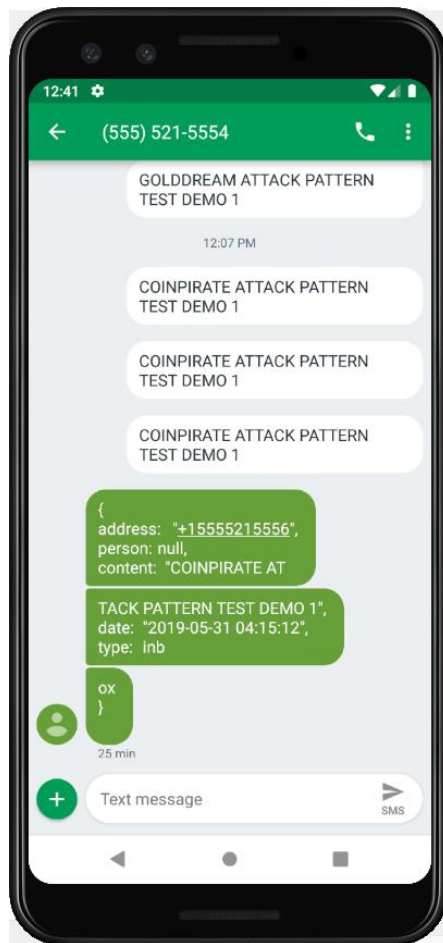 12:41
(555) 521-5554
GOLDDREAM ATTACK PATTERN
TEST DEMO 1
12:07 PM
COINPIRATE ATTACK PATTERN
TEST DEMO 1
COINPIRATE ATTACK PATTERN
TEST DEMO 1
COINPIRATE ATTACK PATTERN
TEST DEMO 1
{
address: "+15555215556",
person: null,
content: "COINPIRATE AT
TACK PATTERN TEST DEMO 1",
date: "2019-05-31 04:15:12",
type: inb
ox
}
25 min
Text message
SMS